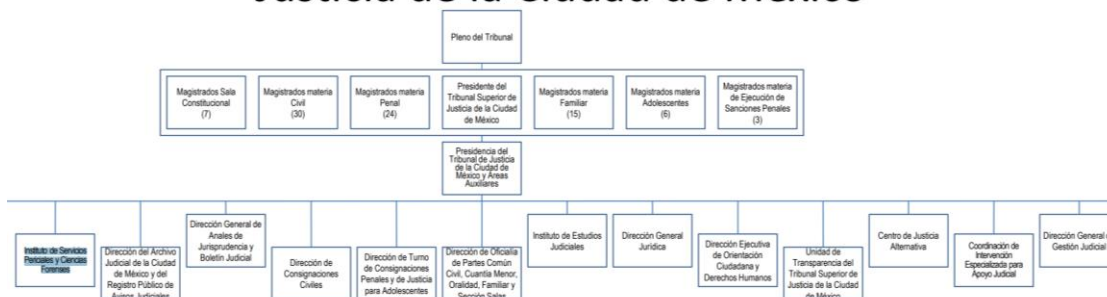 Justicia de la Ciudad de México
Pleno del Tribunal
Magistrados Sala
Constitucional
(7)
Magistrados materia
Civil
(30)
Magistrados materia
Penal
(24)
Presidente del
Tribunal Superior de
Justicia de la Ciudad
de México
Magistrados materia
Familiar
(15)
Magistrados materia
Adolescentes
(6)
Magistrados materia
de Ejecución de
Sanciones Penales
(3)
Presidencia del
Tribunal de Justicia
de la Ciudad de
México y Áreas
Auxiliares
Instituto de Servicios
Periciales y Ciencias
Forenses
Dirección del Archivo
Judicial de la Ciudad
de México y del
Registro Público de
Avisos Judiciales
Dirección General de
Anales de
Jurisprudencia y
Boletín Judicial
Dirección de
Consignaciones
Civiles
Dirección de Turno
de Consignaciones
Penales y de Justicia
para Adolescentes
Dirección de Oficialía
de Partes Común
Civil, Cuantía Menor,
Oralidad, Familiar y
Sección Salas
Instituto de Estudios
Judiciales
Dirección General
Jurídica
Dirección Ejecutiva
de Orientación
Ciudadana y
Derechos Humanos
Unidad de
Transparencia del
Tribunal Superior de
Justicia de la Ciudad
de México
Centro de Justicia
Alternativa
Coordinación de
Intervención
Especializada para
Apoyo Judicial
Dirección General de
Gestión Judicial